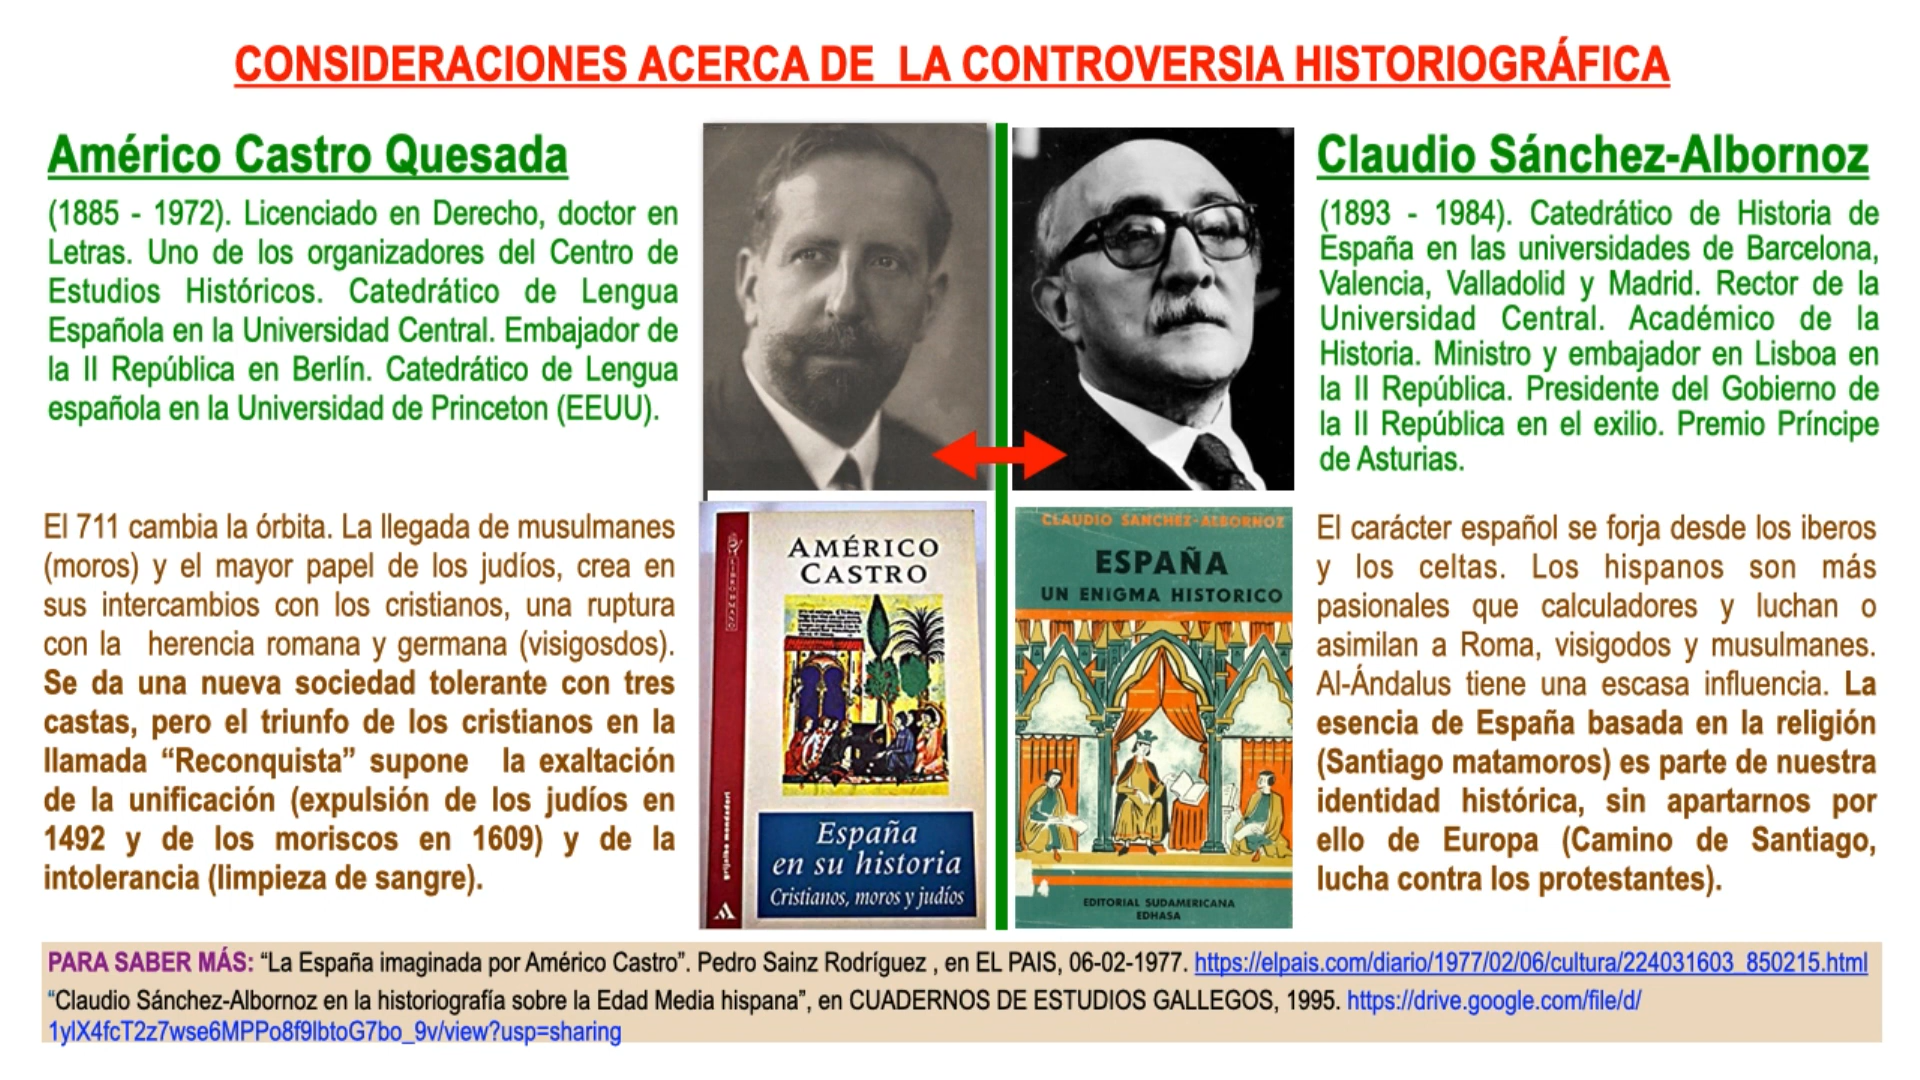 CONSIDERACIONES ACERCA DE LA CONTROVERSIA HISTORIOGRÁFICA
Américo Castro Quesada
(1885 - 1972). Licenciado en Derecho, doctor en
Letras. Uno de los organizadores del Centro de
Estudios Históricos. Catedrático de Lengua
Española en la Universidad Central. Embajador de
la II República en Berlín. Catedrático de Lengua
española en la Universidad de Princeton (EEUU).
El 711 cambia la órbita. La llegada de musulmanes
(moros) y el mayor papel de los judíos, crea en
sus intercambios con los cristianos, una ruptura
con la herencia romana y germana (visigosdos).
Se da una nueva sociedad tolerante con tres
castas, pero el triunfo de los cristianos en la
llamada “Reconquista” supone la exaltación
de la unificación (expulsión de los judíos en
1492 y de los moriscos en 1609) y de la
intolerancia (limpieza de sangre).
AMÉRICO
CASTRO
España
en su historia
Cristianos, moros y judíos
grijalbo mondadori
CLAUDIO SANCHEZ-ALBORNOZ
ESPAÑA
UN ENIGMA HISTORICO
EDITORIAL SUDAMERICANA
EDHASA
Claudio Sánchez-Albornoz
(1893 - 1984). Catedrático de Historia de
España en las universidades de Barcelona,
Valencia, Valladolid y Madrid. Rector de la
Universidad Central. Académico de la
Historia. Ministro y embajador en Lisboa en
la II República. Presidente del Gobierno de
la II República en el exilio. Premio Príncipe
de Asturias.
El carácter español se forja desde los iberos
y los celtas. Los hispanos son más
pasionales que calculadores y luchan o
asimilan a Roma, visigodos y musulmanes.
Al-Ándalus tiene una escasa influencia. La
esencia de España basada en la religión
(Santiago matamoros) es parte de nuestra
identidad histórica, sin apartarnos por
ello de Europa (Camino de Santiago,
lucha contra los protestantes).
PARA SABER MÁS: “La España imaginada por Américo Castro”. Pedro Sainz Rodríguez , en EL PAIS, 06-02-1977. https://elpais.com/diario/1977/02/06/cultura/224031603_850215.html
“Claudio Sánchez-Albornoz en la historiografía sobre la Edad Media hispana”, en CUADERNOS DE ESTUDIOS GALLEGOS, 1995. https://drive.google.com/file/d/
1ylX4fcT2z7wse6MPPo8f9lbtoG7bo_9v/view?usp=sharing